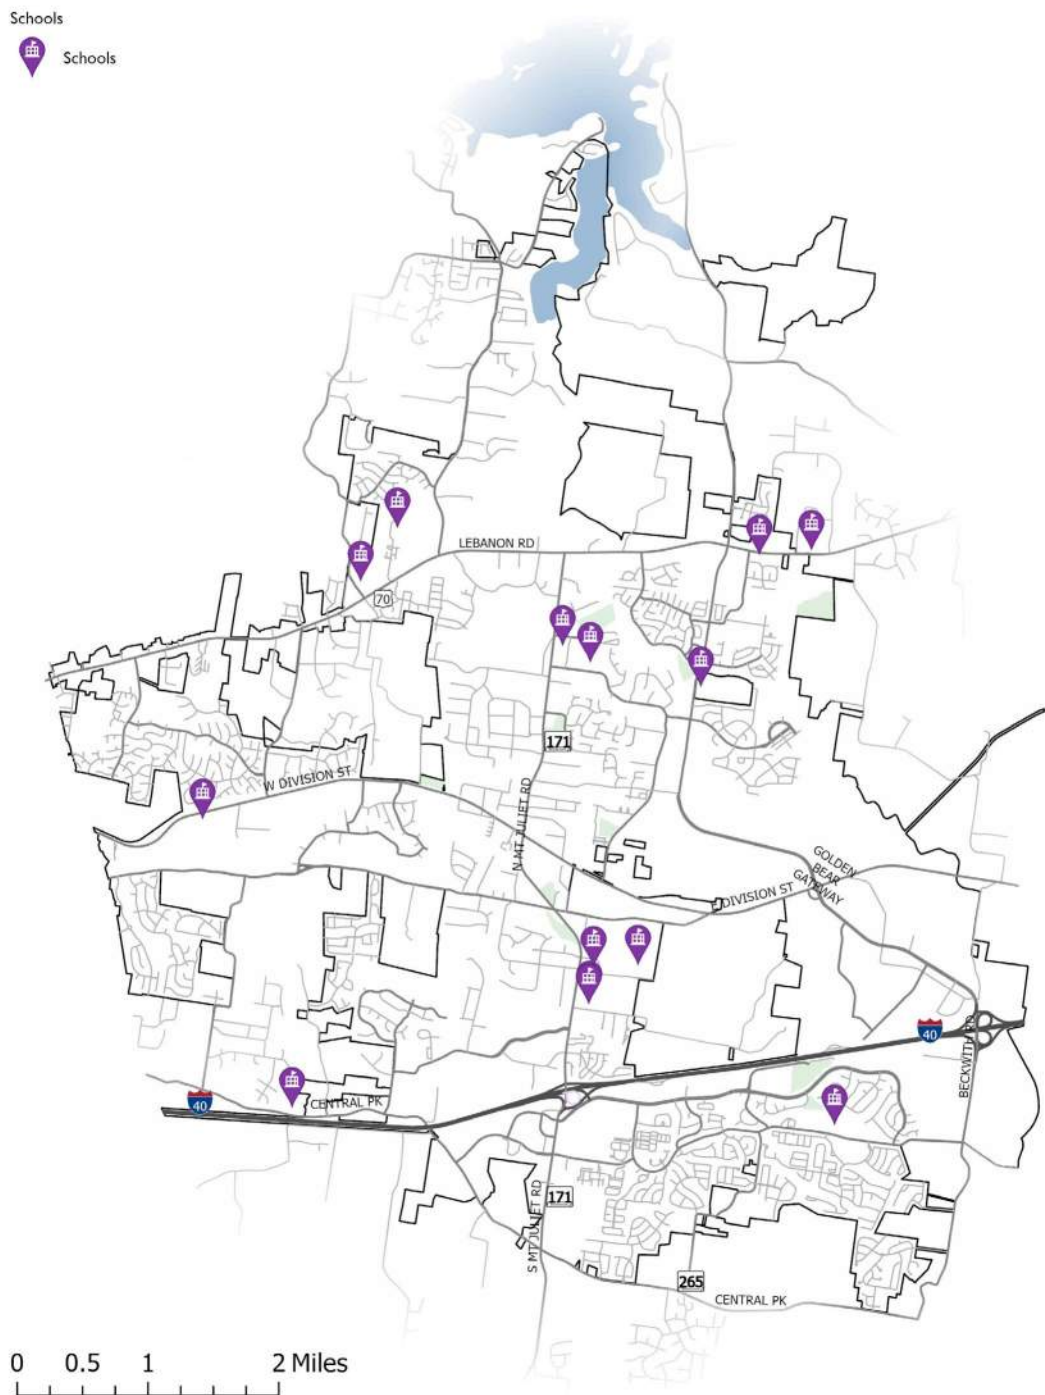 Schools
Schools
LEBANON RD
70
171
W DIVISION ST
N MT JULIET RD
GOLDEN
BEAR
GATEWAY
E DIVISION ST
40
BECKWITH RD
40
CENTRAL PK
171
S MT JULIET RD
265
CENTRAL PK
0 0.5 1 2 Miles